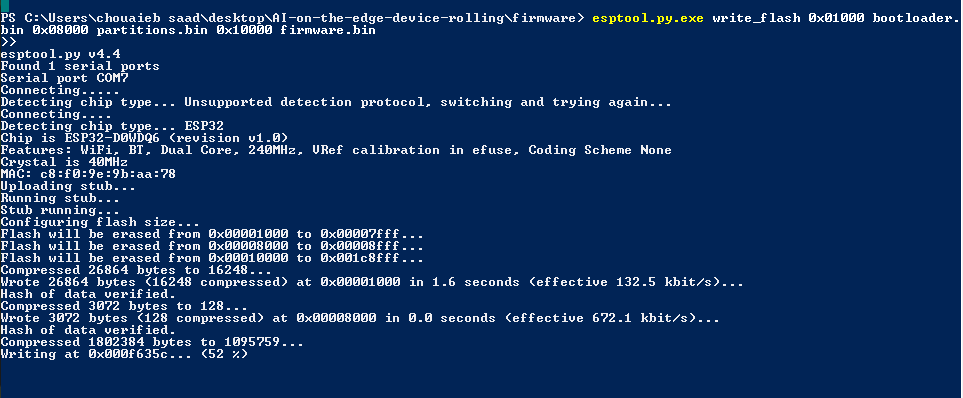 PS C:\Users\chouaieb saad\desktop\AI-on-the-edge-device-rolling\firmware> esptool.py.exe write_flash 0x01000 bootloader.
bin 0x08000 partitions.bin 0x10000 firmware.bin
>>
esptool.py v4.4
Found 1 serial ports
Serial port COM7
Connecting.....
Detecting chip type... Unsupported detection protocol, switching and trying again...
Connecting....
Detecting chip type... ESP32
Chip is ESP32-D0WDQ6 (revision v1.0)
Features: WiFi, BT, Dual Core, 240MHz, VRef calibration in efuse, Coding Scheme None
Crystal is 40MHz
MAC: c8:f0:9e:9b:aa:78
Uploading stub...
Running stub...
Stub running...
Configuring flash size...
Flash will be erased from 0x00001000 to 0x00007fff...
Flash will be erased from 0x00008000 to 0x00008fff...
Flash will be erased from 0x00010000 to 0x001c8fff...
Compressed 26864 bytes to 16248...
Wrote 26864 bytes (16248 compressed) at 0x00001000 in 1.6 seconds (effective 132.5 kbit/s)...
Hash of data verified.
Compressed 3072 bytes to 128...
Wrote 3072 bytes (128 compressed) at 0x00008000 in 0.0 seconds (effective 672.1 kbit/s)...
Hash of data verified.
Compressed 1802384 bytes to 1095759...
Writing at 0x000f635c... (52 %)